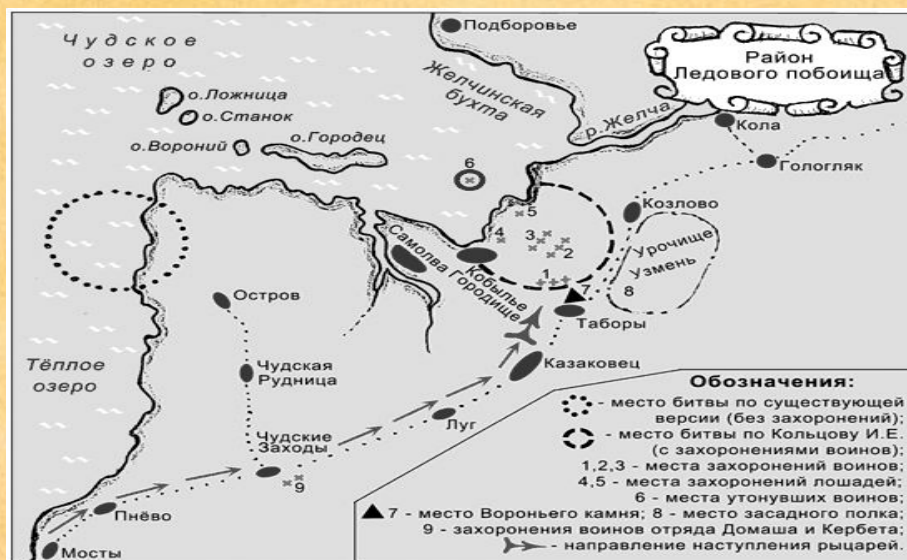 Чудское
озеро
Подборовье
Район
Ледового побоища
Желчинская
бухта
р. Желча
о.Ложница
о.Станок
о.Вороний
о.Городец
Кола
Гологляк
6
5
4
3
2
1
Козлово
Урочище
Узмень
8
7
Самолва
Кобылье
Городище
Таборы
Остров
Казаковец
Тёплое
озеро
Чудская
Рудница
Луг
Чудские
Заходы
9
Пнёво
Мосты
Обозначения:
- место битвы по существующей
версии (без захоронений);
- место битвы по Кольцову И.Е.
(с захоронениями воинов);
1,2,3 - места захоронений воинов;
4,5 - места захоронений лошадей;
6 - места утонувших воинов;
7 - место Вороньего камня; 8 - место засадного полка;
9 - захоронения воинов отряда Домаша и Кербета;
- направление наступления рыцарей.